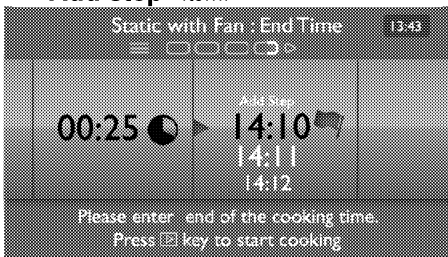 Static with Fan : End Time 13:43
Add Step
00:25 14:10
14:11
14:12
Please enter end of the cooking time.
Press key to start cooking